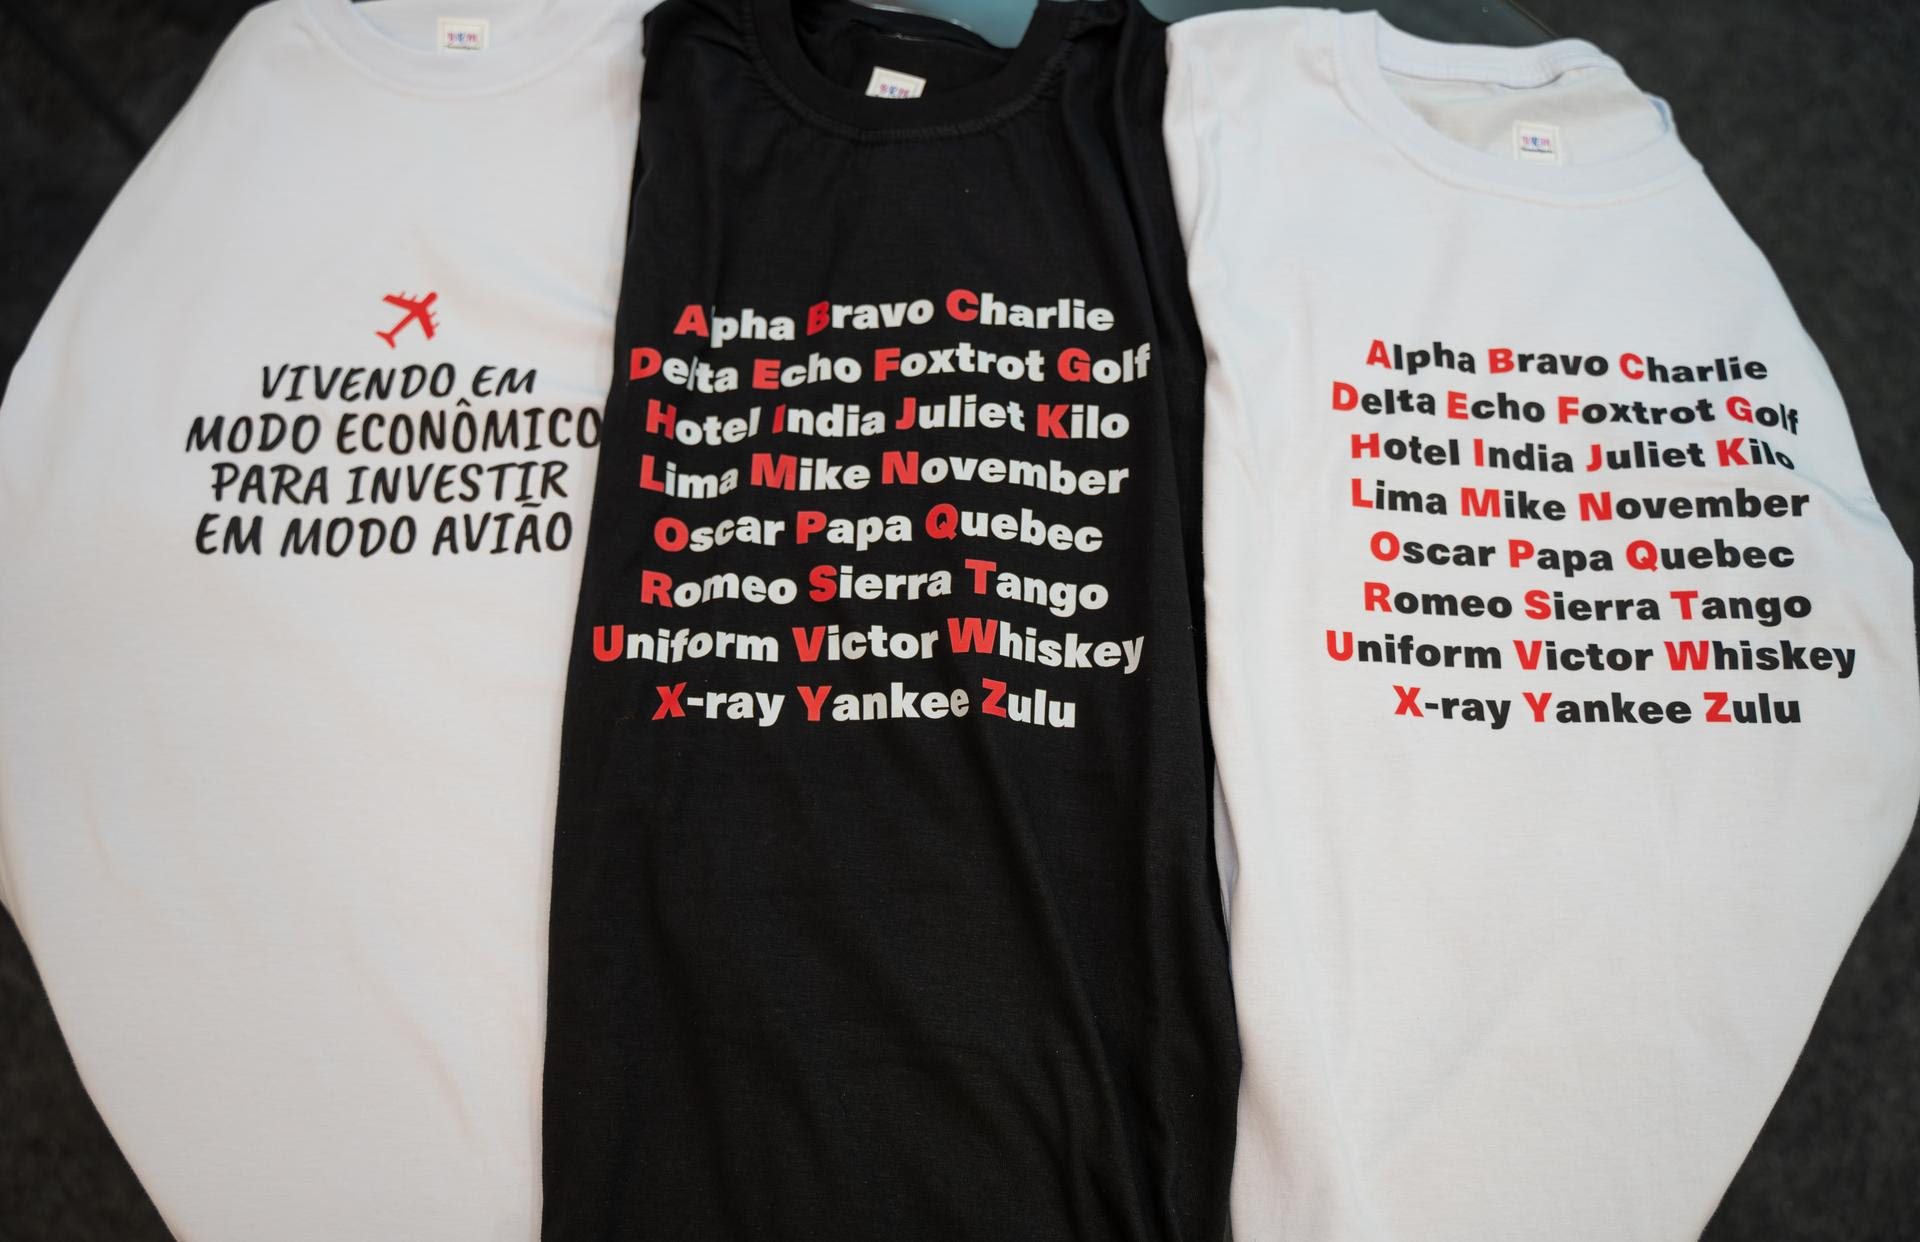 VIVENDO EM
MODO ECONÔMICO
PARA INVESTIR
EM MODO AVIÃO
Alpha Bravo Charlie
Delta Echo Foxtrot Golf
Hotel India Juliet Kilo
Lima Mike November
Oscar Papa Quebec
Romeo Sierra Tango
Uniform Victor Whiskey
X-ray Yankee Zulu
Alpha Bravo Charlie
Delta Echo Foxtrot Golf
Hotel India Juliet Kilo
Lima Mike November
Oscar Papa Quebec
Romeo Sierra Tango
Uniform Victor Whiskey
X-ray Yankee Zulu